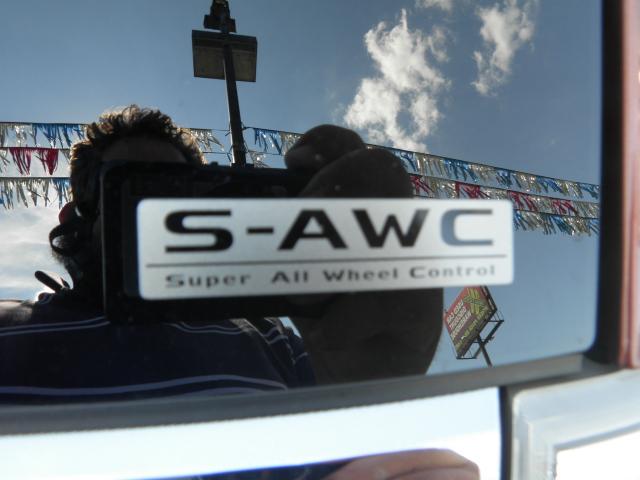 S-AWC
Super All Wheel Control